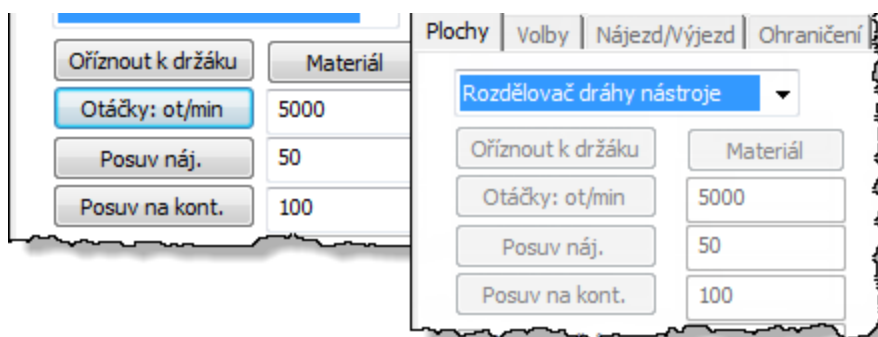 Oříznout k držáku Materiál
Otáčky: ot/min 5000
Posuv náj. 50
Posuv na kont. 100
Plochy Volby Nájezd/Výjezd Ohraničení
Rozdělovač dráhy nástroje
Oříznout k držáku Materiál
Otáčky: ot/min 5000
Posuv náj. 50
Posuv na kont. 100